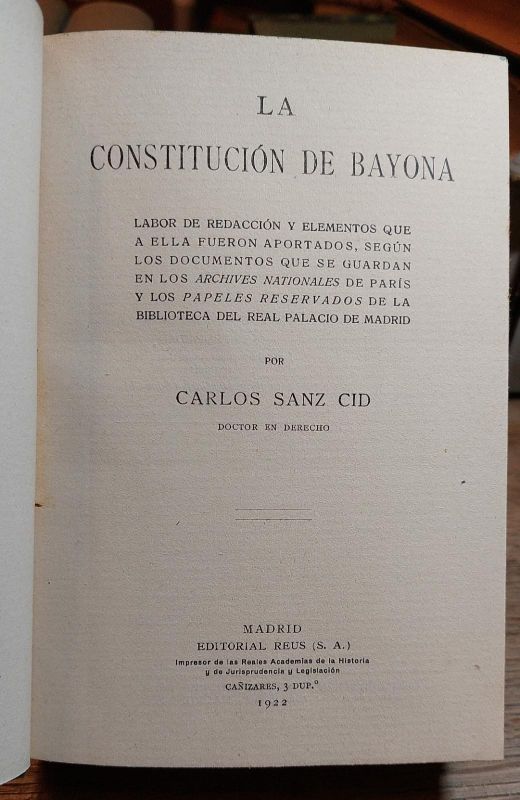 LA
CONSTITUCIÓN DE BAYONA
LABOR DE REDACCIÓN Y ELEMENTOS QUE
A ELLA FUERON APORTADOS, SEGÚN
LOS DOCUMENTOS QUE SE GUARDAN
EN LOS ARCHIVES NATIONALES DE PARÍS
Y LOS PAPELES RESERVADOS DE LA
BIBLIOTECA DEL REAL PALACIO DE MADRID
POR
CARLOS SANZ CID
DOCTOR EN DERECHO
MADRID
EDITORIAL REUS (S. A.)
Impresor de las Reales Academias de la Historia
y de Jurisprudencia y Legislación
CAÑIZARES, 3 DUP.º
1922